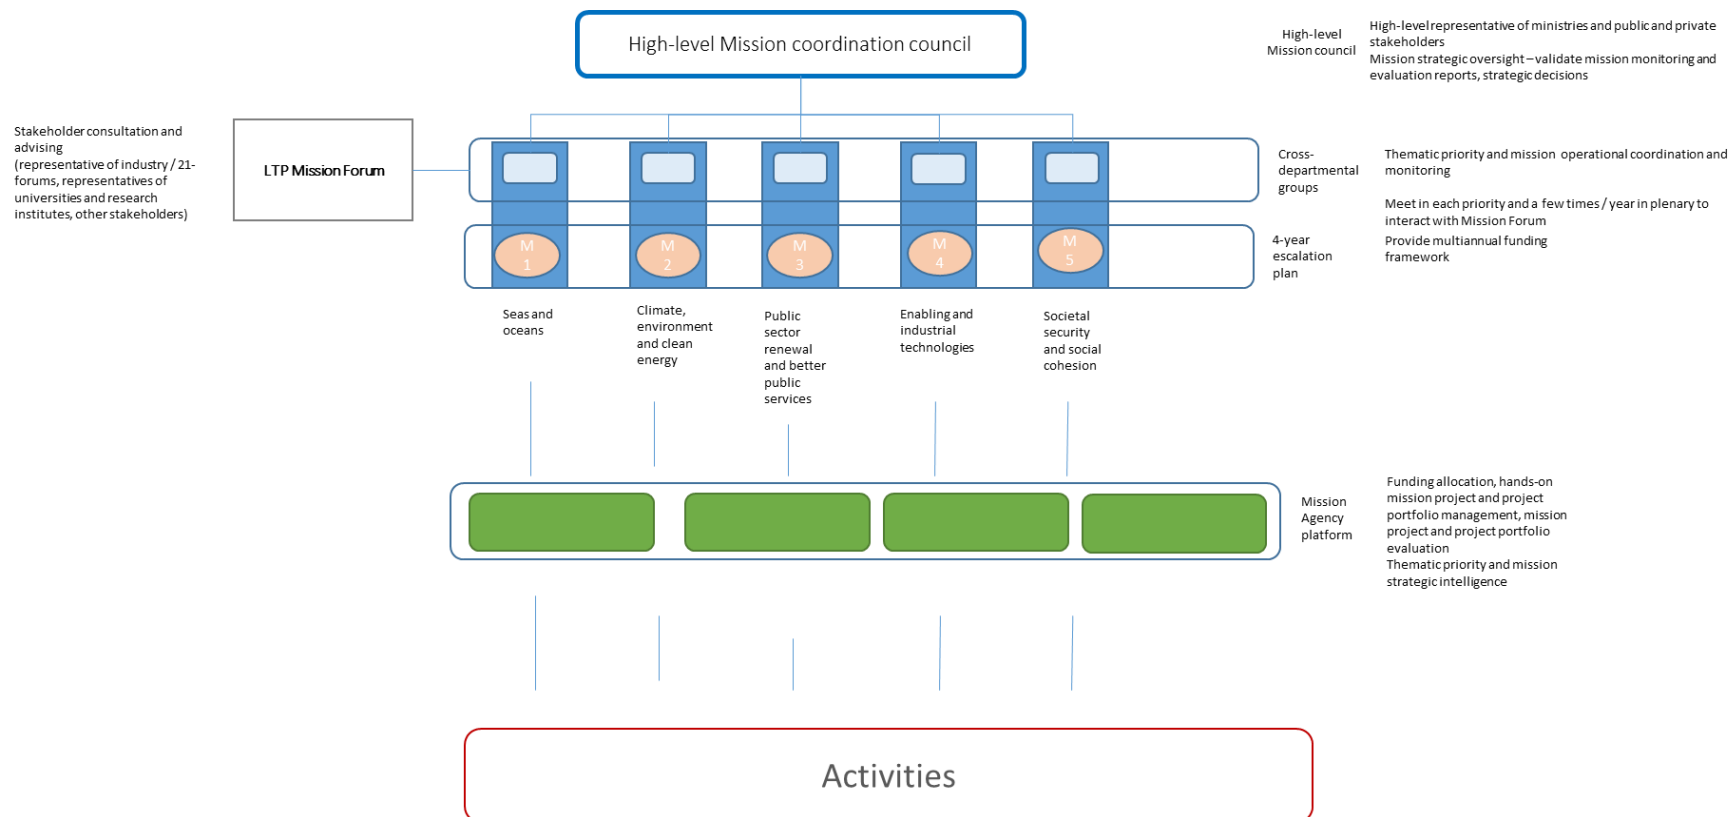 High-level Mission coordination council
High-level
Mission council
High-level representative of ministries and public and private
stakeholders
Mission strategic oversight – validate mission monitoring and
evaluation reports, strategic decisions
Stakeholder consultation and
advising
(representative of industry / 21-
forums, representatives of
universities and research
institutes, other stakeholders)
LTP Mission Forum
Cross-
departmental
groups
Thematic priority and mission operational coordination and
monitoring
Meet in each priority and a few times / year in plenary to
interact with Mission Forum
M
1
M
2
M
3
M
4
M
5
4-year
escalation
plan
Provide multiannual funding
framework
Seas and
oceans
Climate,
environment
and clean
energy
Public
sector
renewal
and better
public
services
Enabling and
industrial
technologies
Societal
security
and social
cohesion
Mission
Agency
platform
Funding allocation, hands-on
mission project and project
portfolio management, mission
project and project portfolio
evaluation
Thematic priority and mission
strategic intelligence
Activities